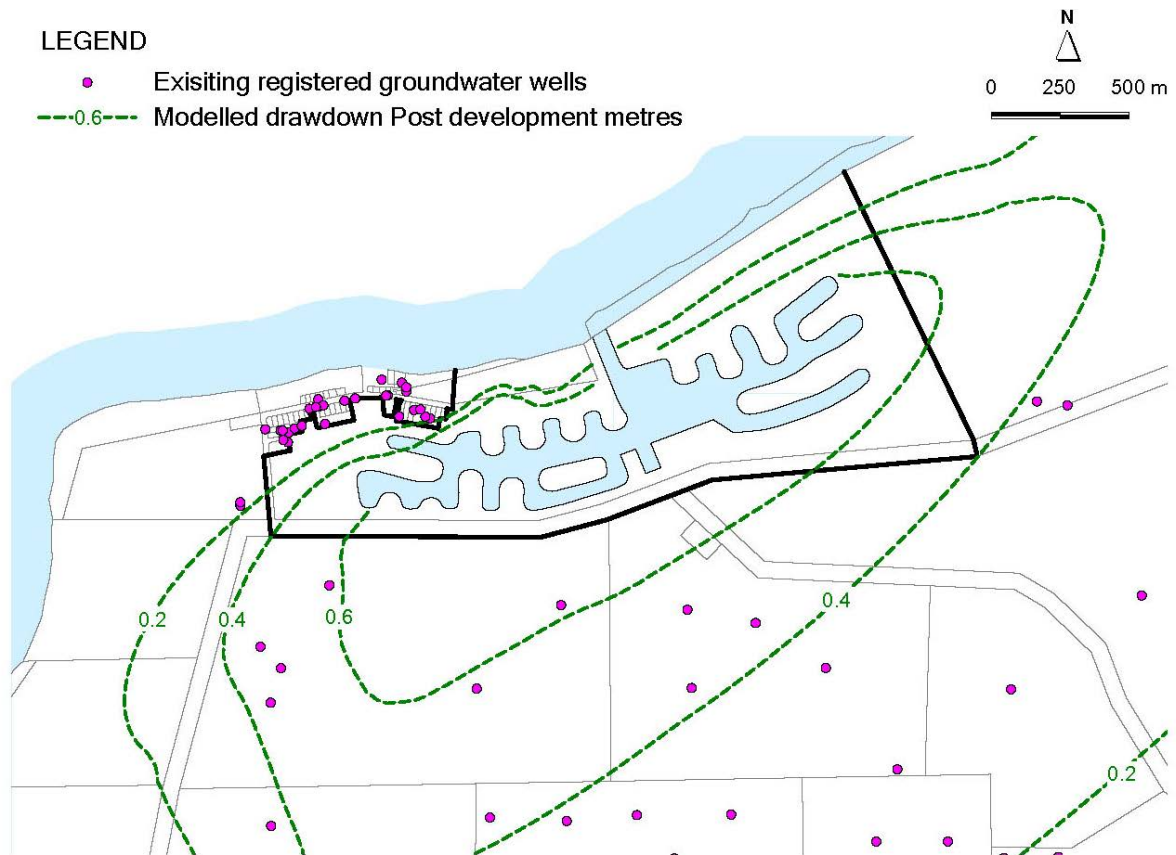 LEGEND
Exisiting registered groundwater wells
0.6 Modelled drawdown Post development metres
N
0 250 500 m
0.2 0.4 0.6 0.4
0.2